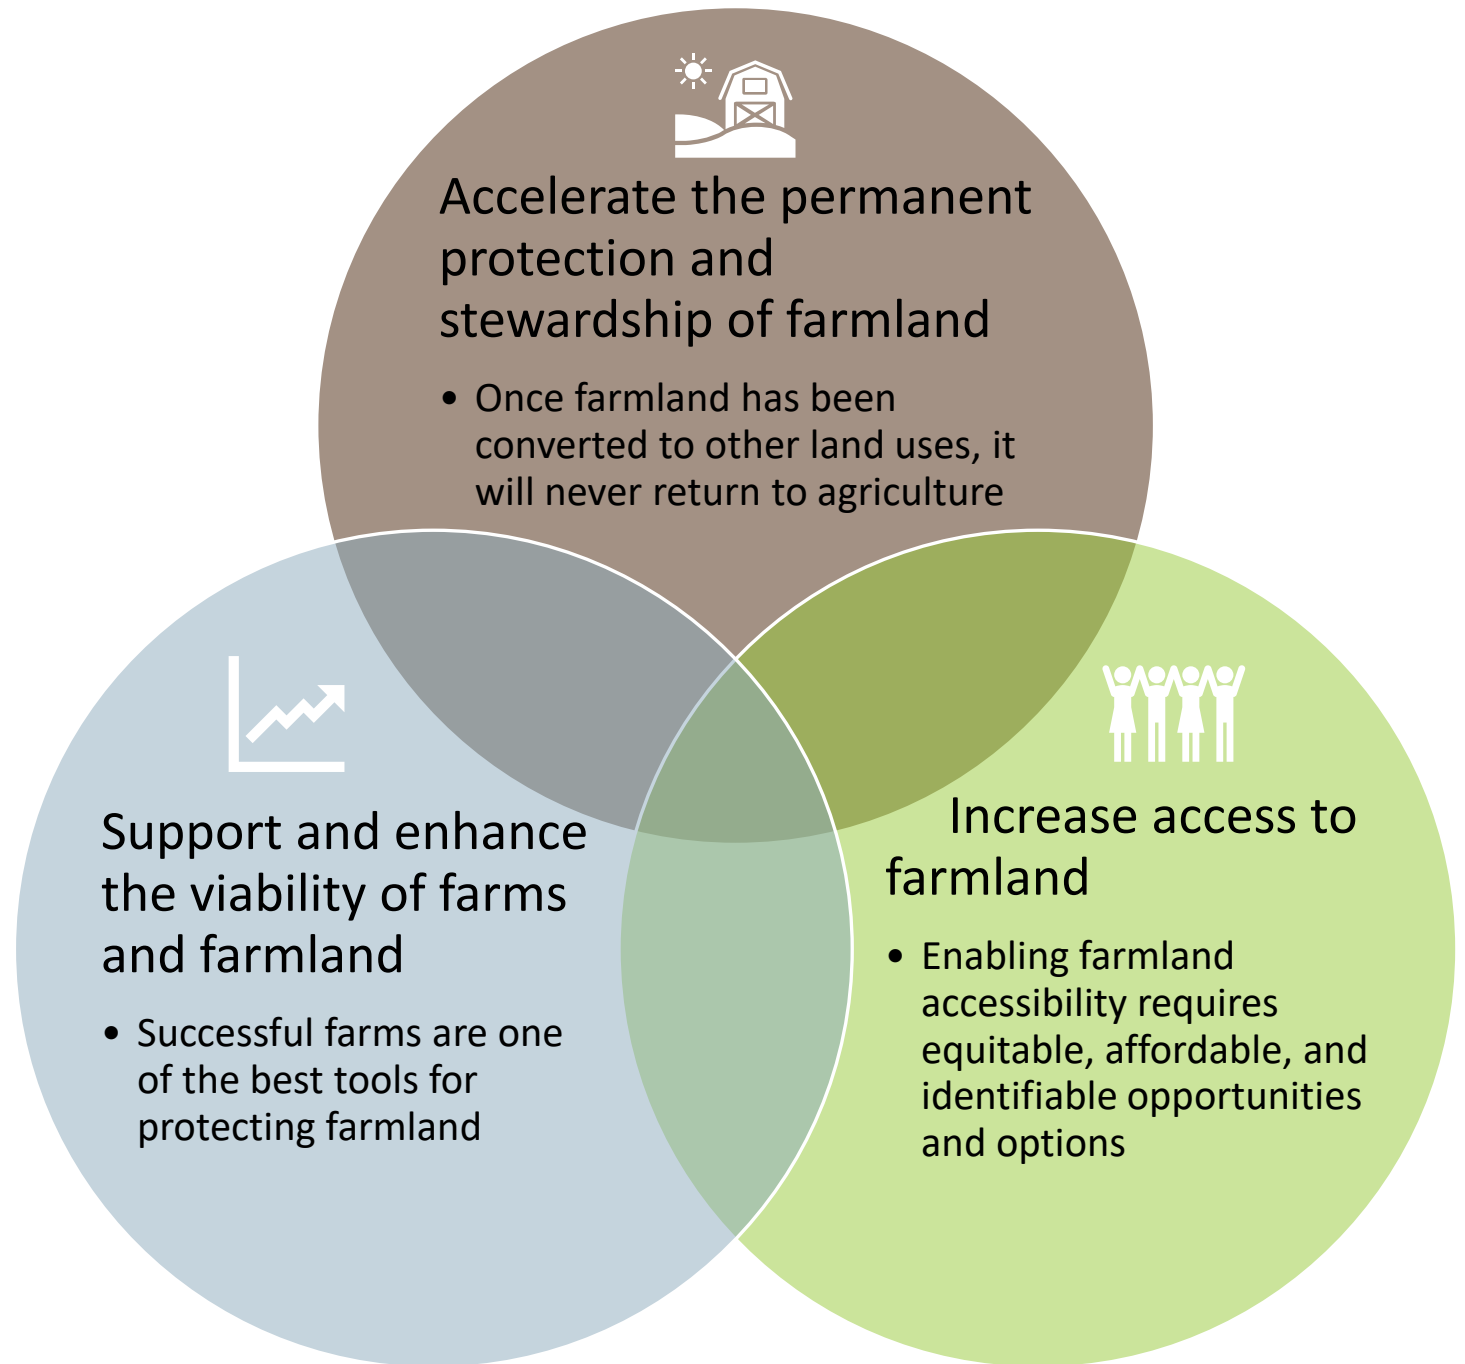 Accelerate the permanent
protection and
stewardship of farmland
• Once farmland has been
converted to other land uses, it
will never return to agriculture
Support and enhance
the viability of farms
and farmland
• Successful farms are one
of the best tools for
protecting farmland
Increase access to
farmland
• Enabling farmland
accessibility requires
equitable, affordable, and
identifiable opportunities
and options